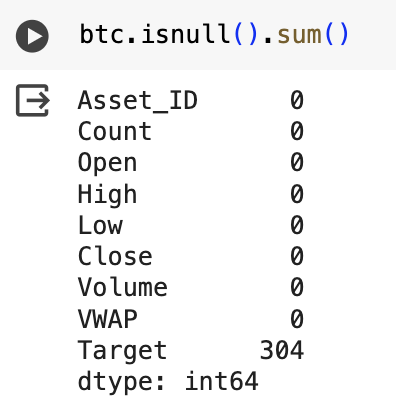 btc.isnull().sum()
Asset_ID 0
Count 0
Open 0
High 0
Low 0
Close 0
Volume 0
VWAP 0
Target 304
dtype: int64